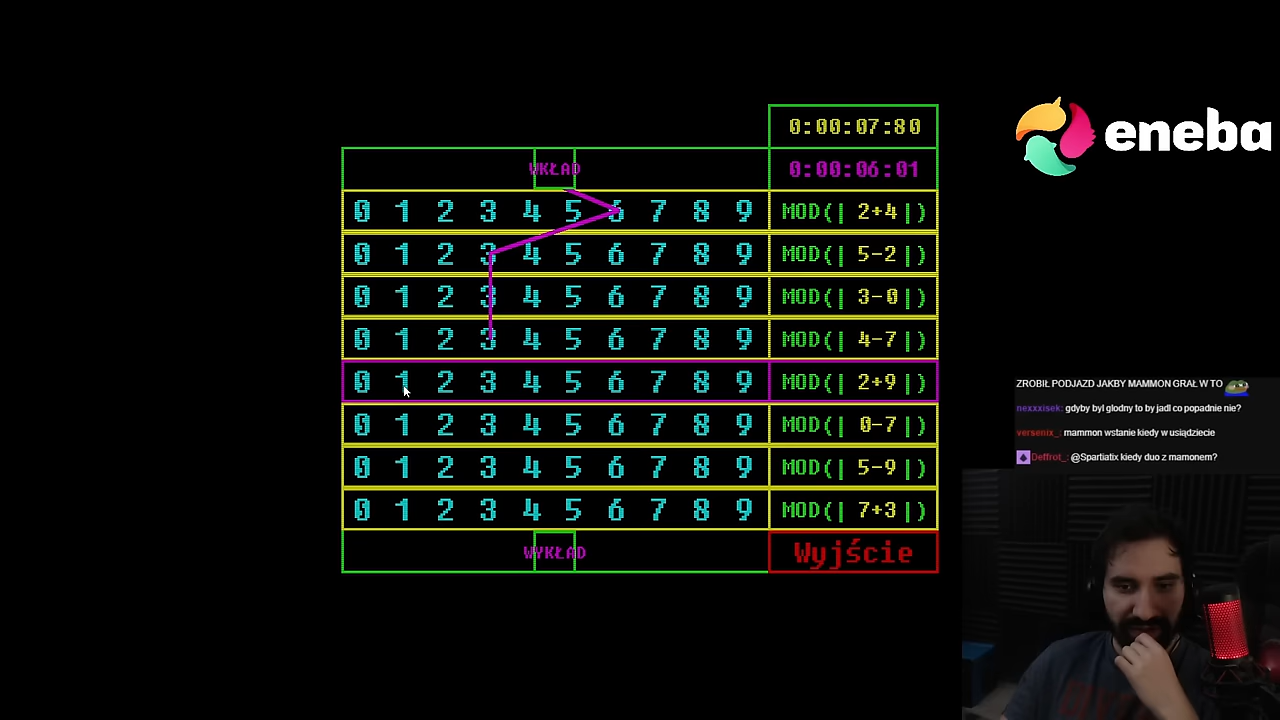 0:00:07:80
eneba
WKŁAD 0:00:06:01
0 1 2 3 4 5 6 7 8 9 MOD(| 2+4 |)
0 1 2 3 4 5 6 7 8 9 MOD(| 5-2 |)
0 1 2 3 4 5 6 7 8 9 MOD(| 3-0 |)
0 1 2 3 4 5 6 7 8 9 MOD(| 4-7 |)
0 1 2 3 4 5 6 7 8 9 MOD(| 2+9 |)
0 1 2 3 4 5 6 7 8 9 MOD(| 0-7 |)
0 1 2 3 4 5 6 7 8 9 MOD(| 5-9 |)
0 1 2 3 4 5 6 7 8 9 MOD(| 7+3 |)
WYKŁAD Wyjście
ZROBIŁ PODJAZD JAKBY MAMMON GRAŁ W TO
nexxxisek: gdyby byl glodny to by jadl co popadnie nie?
versenix_: mammon wstanie kiedy w usiądziecie
Deffrot_: @Spartiatix kiedy duo z mamonem?